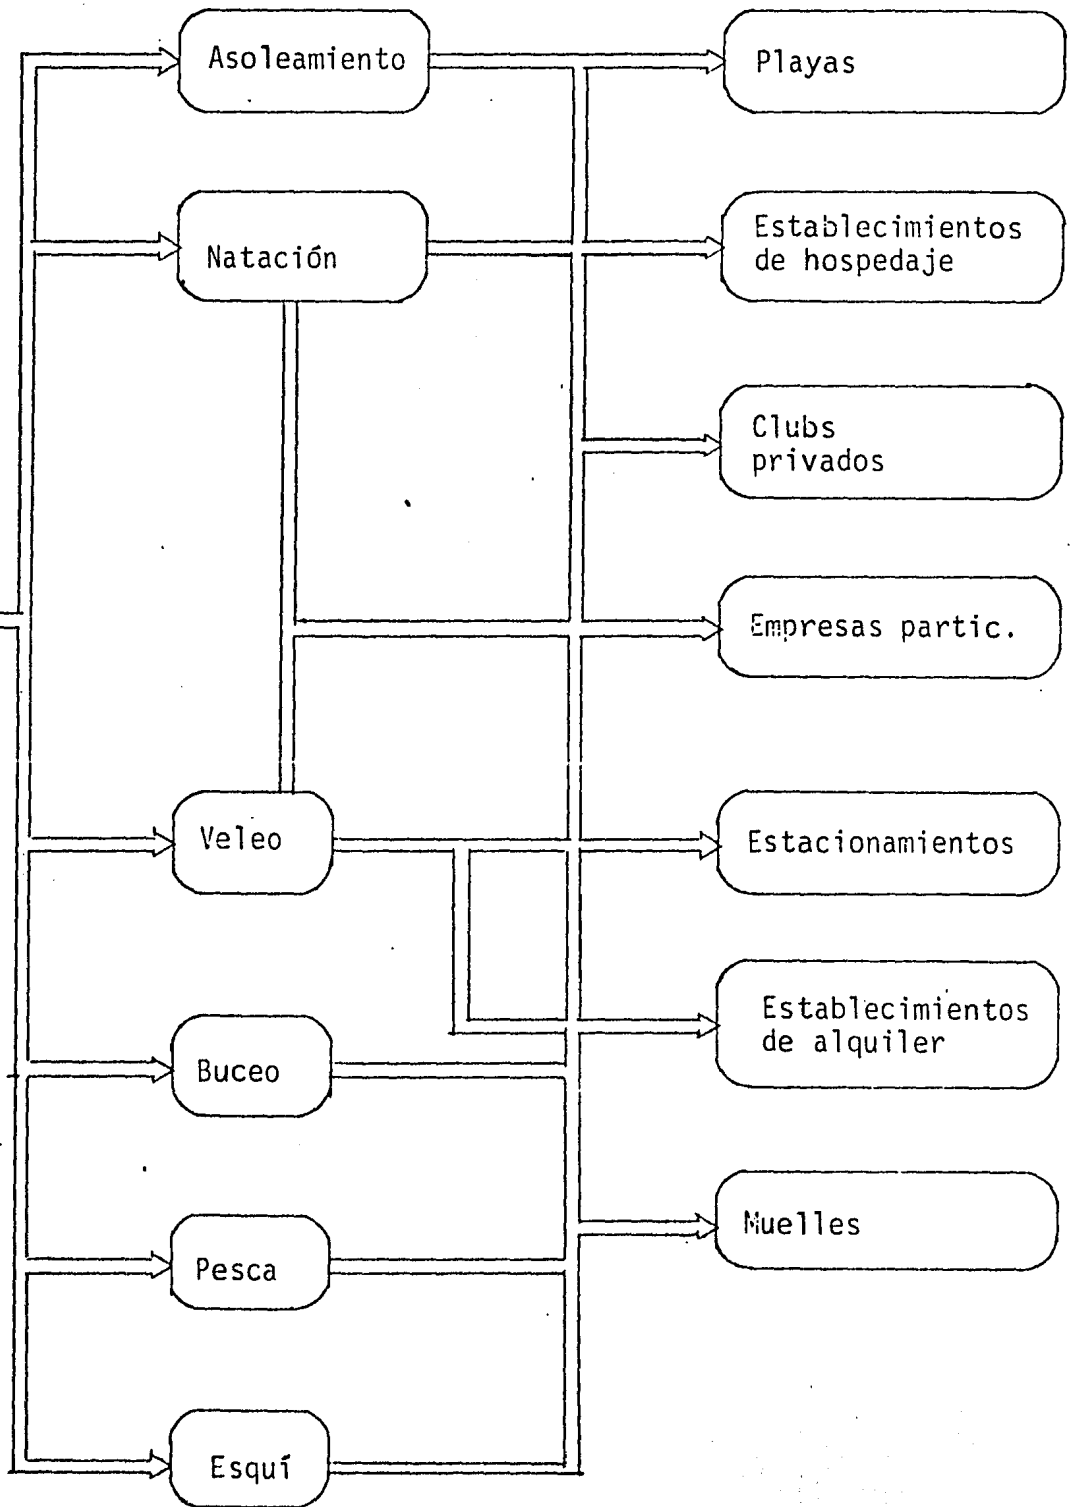 Asoleamiento
Playas
Natación
Establecimientos
de hospedaje
Clubs
privados
Empresas partic.
Veleo
Estacionamientos
Establecimientos
de alquiler
Buceo
Pesca
Muelles
Esquí